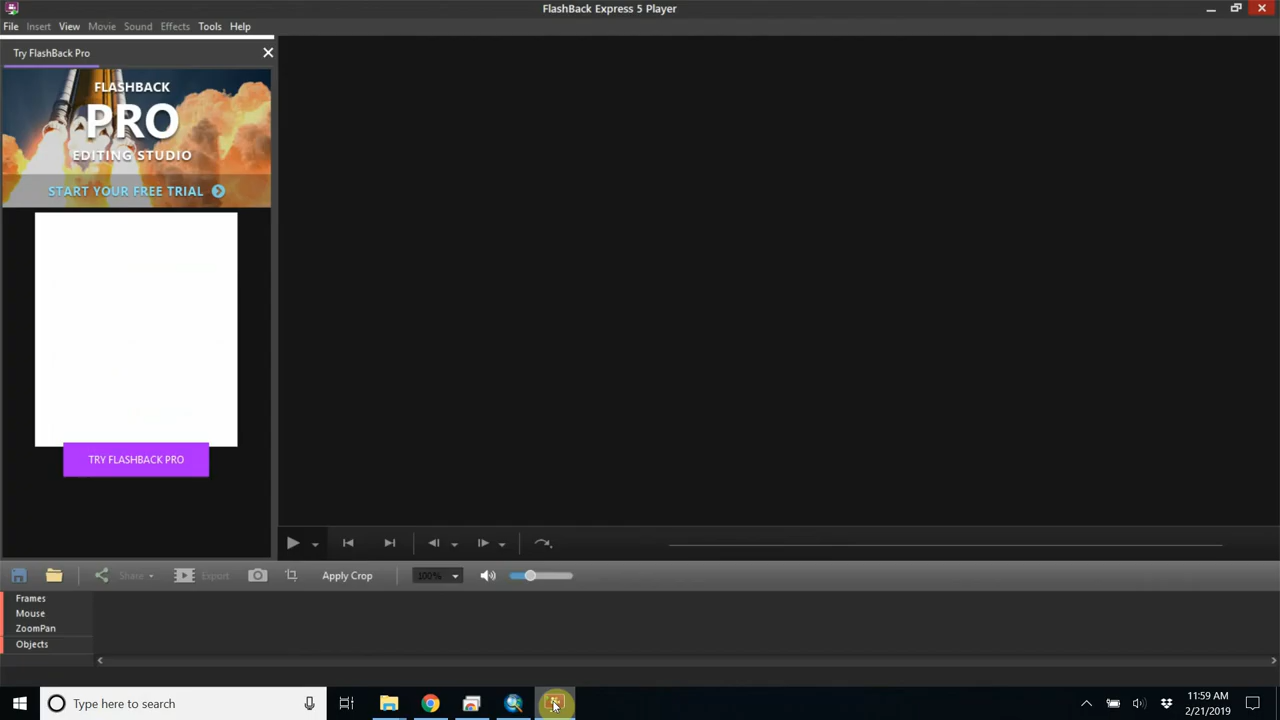 FlashBack Express 5 Player
File Insert View Movie Sound Effects Tools Help
Try FlashBack Pro
FLASHBACK
PRO
EDITING STUDIO
START YOUR FREE TRIAL
TRY FLASHBACK PRO
Share Export Apply Crop 100%
Frames
Mouse
ZoomPan
Objects
Type here to search
11:59 AM
2/21/2019